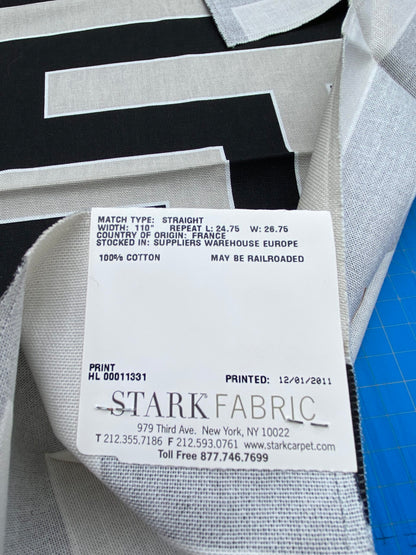 MATCH TYPE: STRAIGHT
WIDTH: 110" REPEAT L: 24.75 W: 26.75
COUNTRY OF ORIGIN: FRANCE
STOCKED IN: SUPPLIERS WAREHOUSE EUROPE
100% COTTON MAY BE RAILROADED
PRINT
HL 00011331 PRINTED: 12/01/2011
STARK FABRIC
979 Third Ave. New York, NY 10022
T 212.355.7186 F 212.593.0761 www.starkcarpet.com
Toll Free 877.746.7699